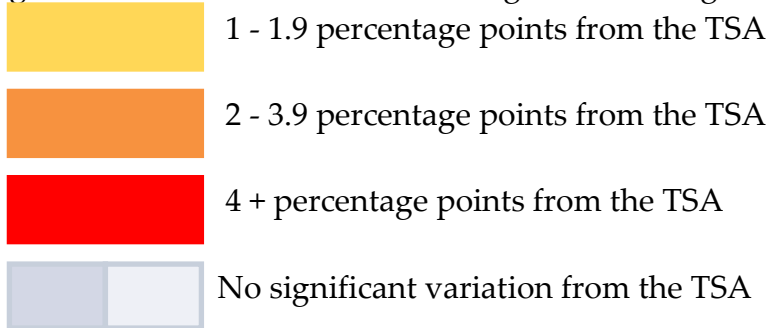 1 - 1.9 percentage points from the TSA
2 - 3.9 percentage points from the TSA
4 + percentage points from the TSA
No significant variation from the TSA